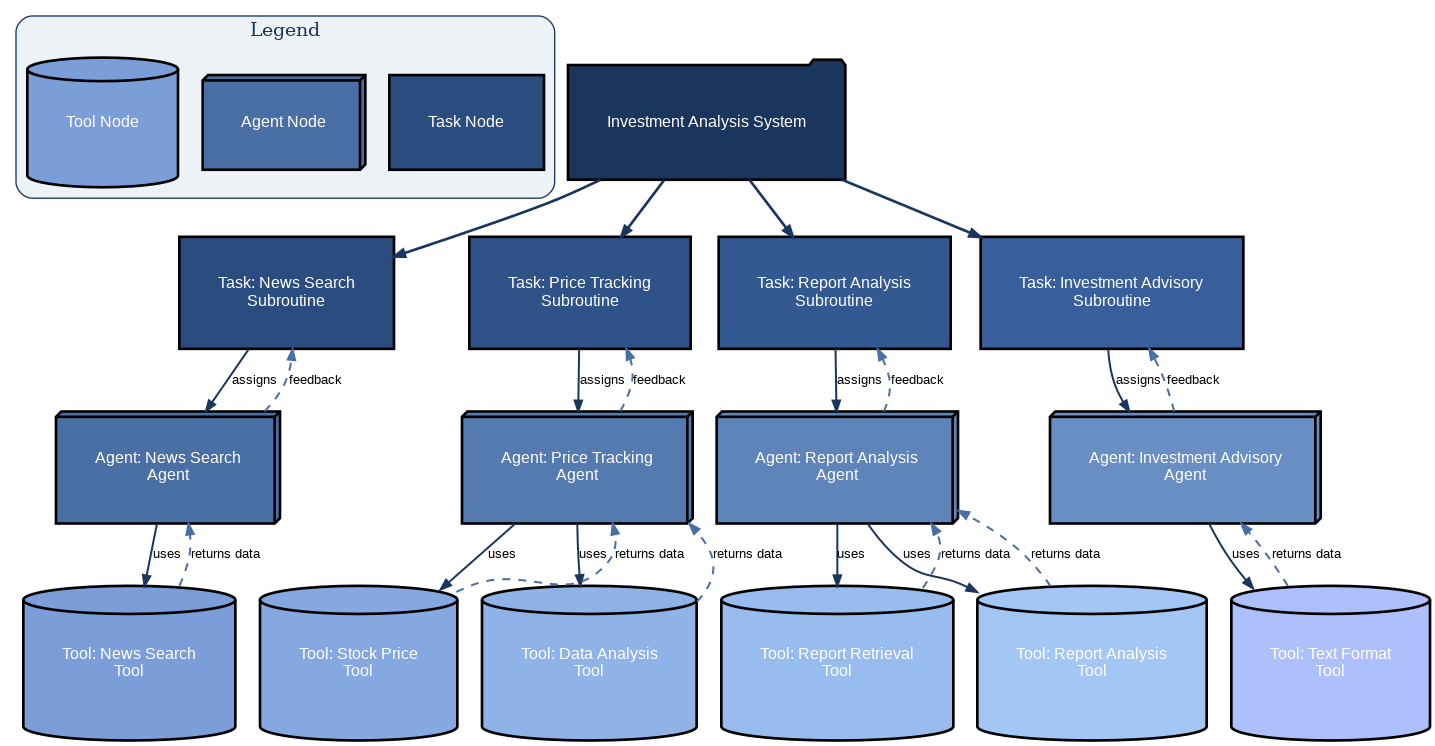 Legend
Tool Node
Agent Node
Task Node
Investment Analysis System
Task: News Search
Subroutine
Task: Price Tracking
Subroutine
Task: Report Analysis
Subroutine
Task: Investment Advisory
Subroutine
assigns
feedback
assigns
feedback
assigns
feedback
assigns
feedback
Agent: News Search
Agent
Agent: Price Tracking
Agent
Agent: Report Analysis
Agent
Agent: Investment Advisory
Agent
uses
returns data
uses
uses
returns data
returns data
uses
uses
returns data
returns data
uses
returns data
Tool: News Search
Tool
Tool: Stock Price
Tool
Tool: Data Analysis
Tool
Tool: Report Retrieval
Tool
Tool: Report Analysis
Tool
Tool: Text Format
Tool